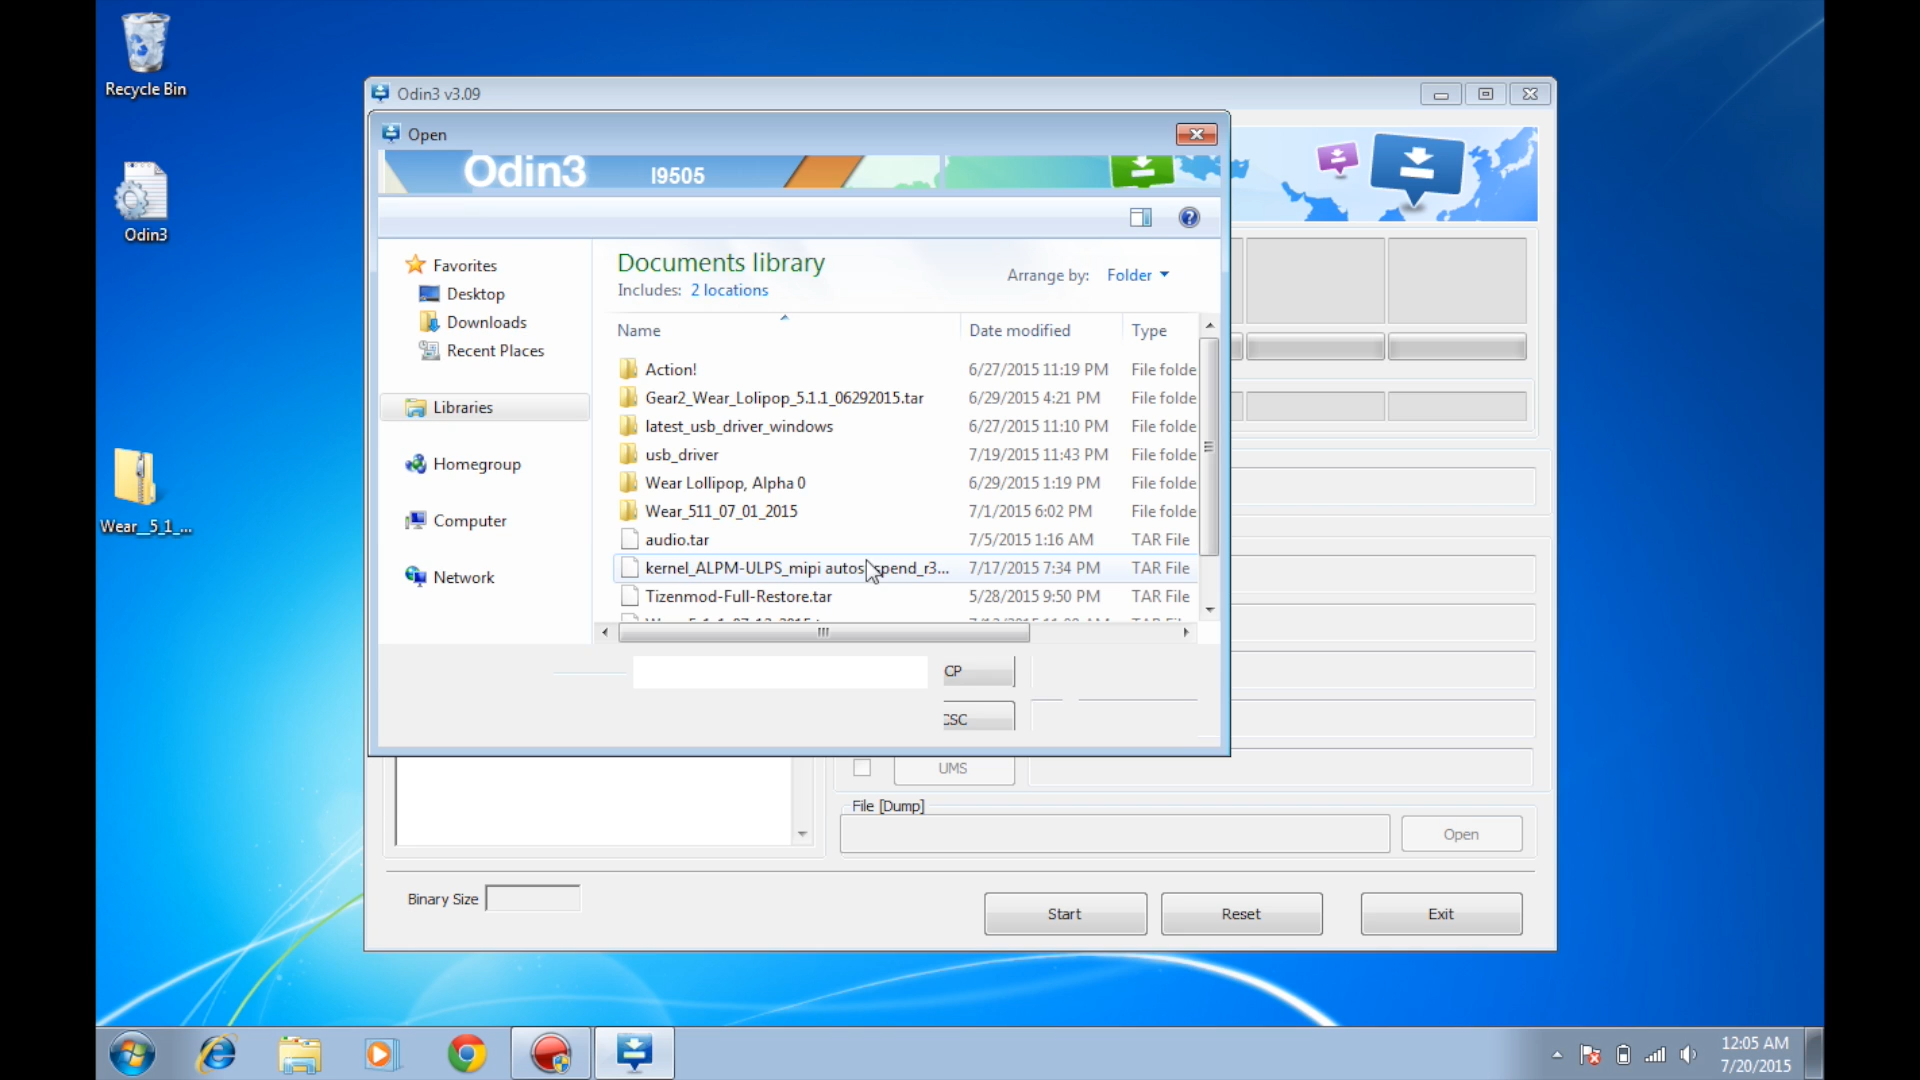 Recycle Bin
Odin3
Wear__5_1_...
Odin3 v3.09
Open
Odin3 I9505
Favorites
Desktop
Downloads
Recent Places
Libraries
Homegroup
Computer
Network
Documents library
Includes: 2 locations
Arrange by: Folder
Name Date modified Type
Action! 6/27/2015 11:19 PM File folde
Gear2_Wear_Lolipop_5.1.1_06292015.tar 6/29/2015 4:21 PM File folde
latest_usb_driver_windows 6/27/2015 11:10 PM File folde
usb_driver 7/19/2015 11:43 PM File folde
Wear Lollipop, Alpha 0 6/29/2015 1:19 PM File folde
Wear_511_07_01_2015 7/1/2015 6:02 PM File folde
audio.tar 7/5/2015 1:16 AM TAR File
kernel_ALPM-ULPS_mipi autosuspend_r3... 7/17/2015 7:34 PM TAR File
Tizenmod-Full-Restore.tar 5/28/2015 9:50 PM TAR File
CP
CSC
UMS
File [Dump]
Open
Binary Size
Start
Reset
Exit
12:05 AM
7/20/2015